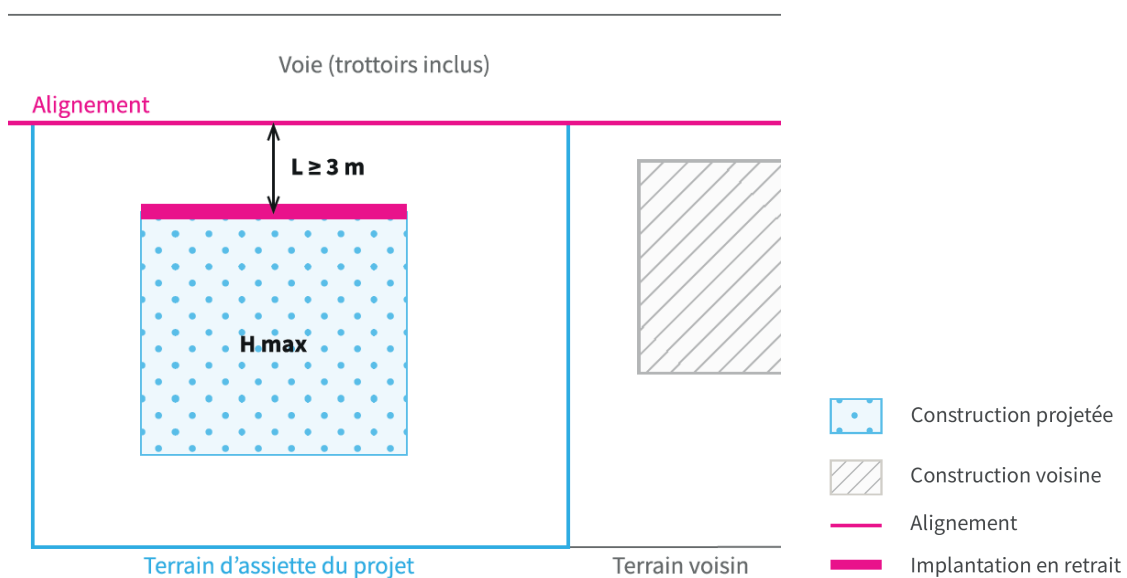 Voie (trottoirs inclus)
Alignement
L ≥ 3 m
H max
Terrain d’assiette du projet
Terrain voisin
Construction projetée
Construction voisine
Alignement
Implantation en retrait